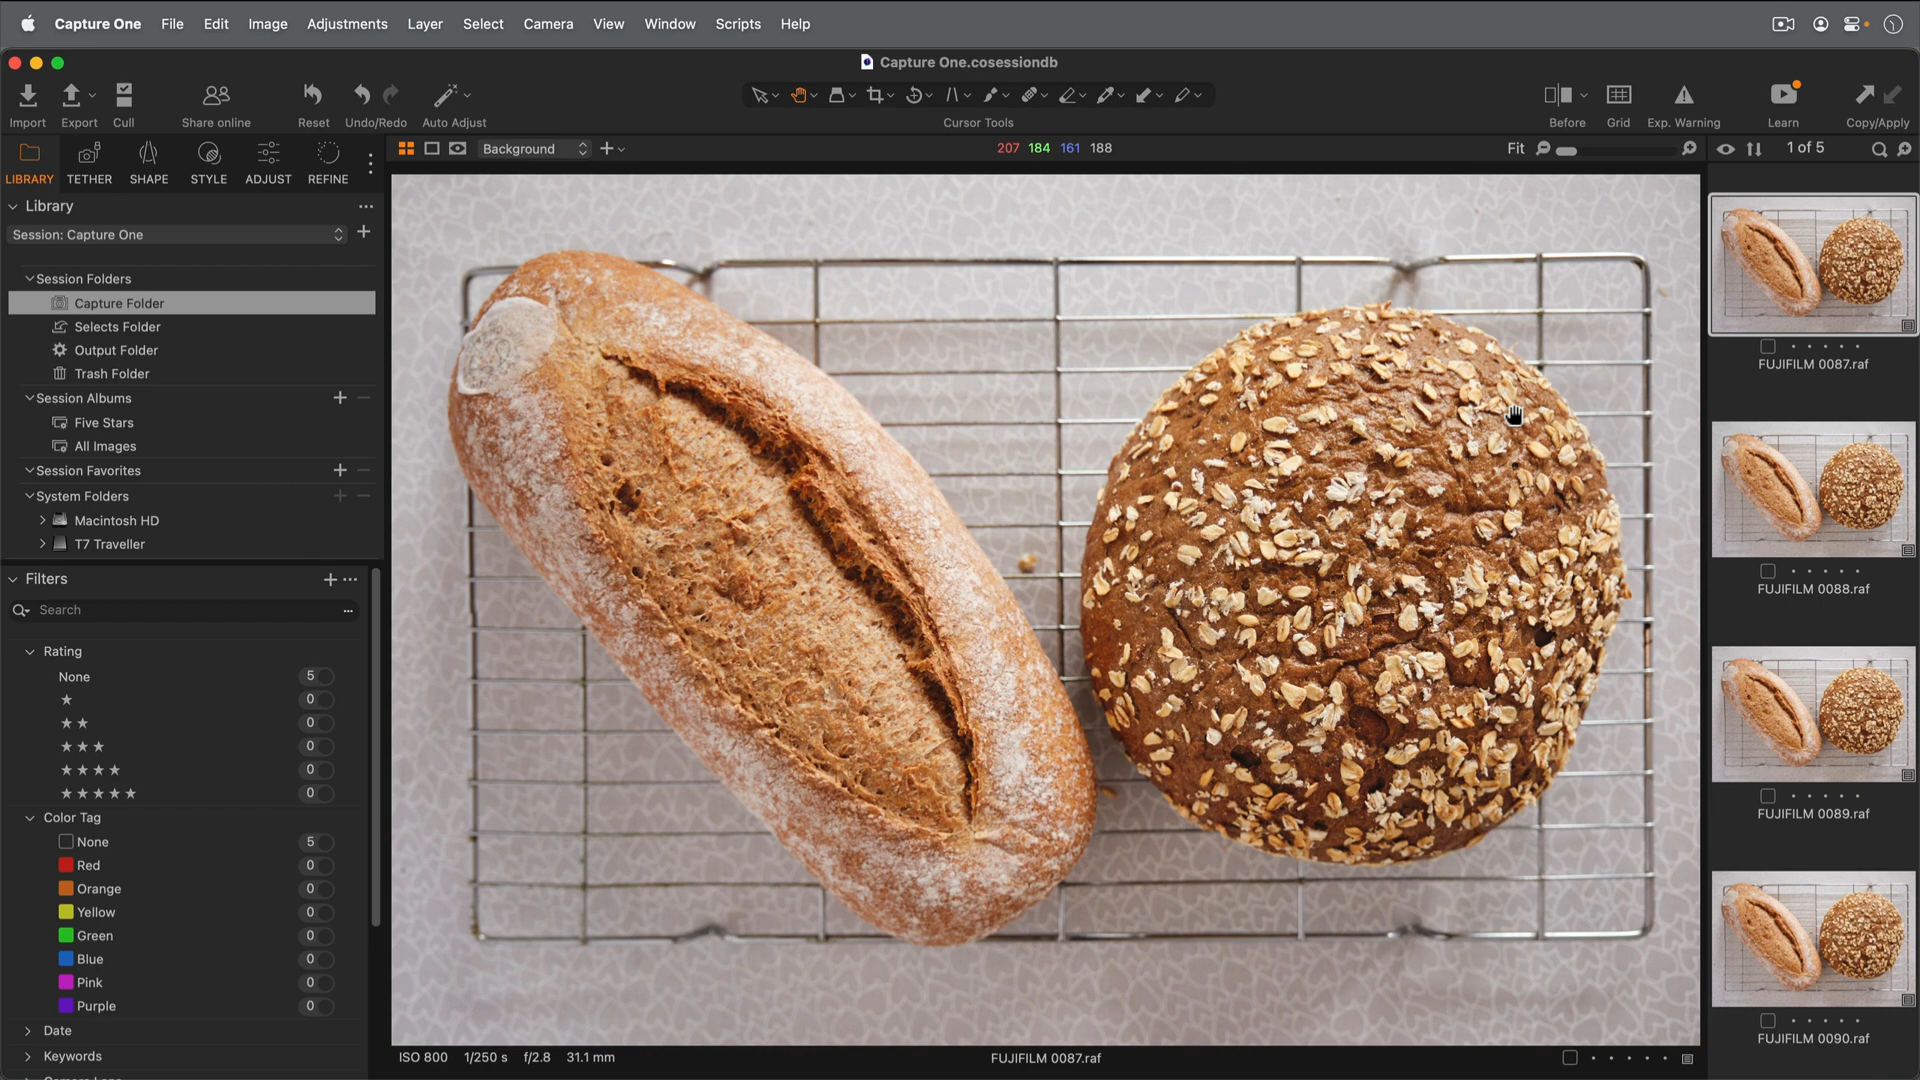 Capture One File Edit Image Adjustments Layer Select Camera View Window Scripts Help
Capture One.cosessiondb
Import Export Cull Share online Reset Undo/Redo Auto Adjust Cursor Tools Before Grid Exp. Warning Learn Copy/Apply
LIBRARY TETHER SHAPE STYLE ADJUST REFINE
Background
207 184 161 188
Fit
1 of 5
Library
Session: Capture One
Session Folders
Capture Folder
Selects Folder
Output Folder
Trash Folder
Session Albums
Five Stars
All Images
Session Favorites
System Folders
Macintosh HD
T7 Traveller
Filters
Search
Rating
None 5
0
0
0
0
0
Color Tag
None 5
Red 0
Orange 0
Yellow 0
Green 0
Blue 0
Pink 0
Purple 0
Date
Keywords
ISO 800 1/250 s f/2.8 31.1 mm
FUJIFILM 0087.raf
FUJIFILM 0087.raf
FUJIFILM 0088.raf
FUJIFILM 0089.raf
FUJIFILM 0090.raf